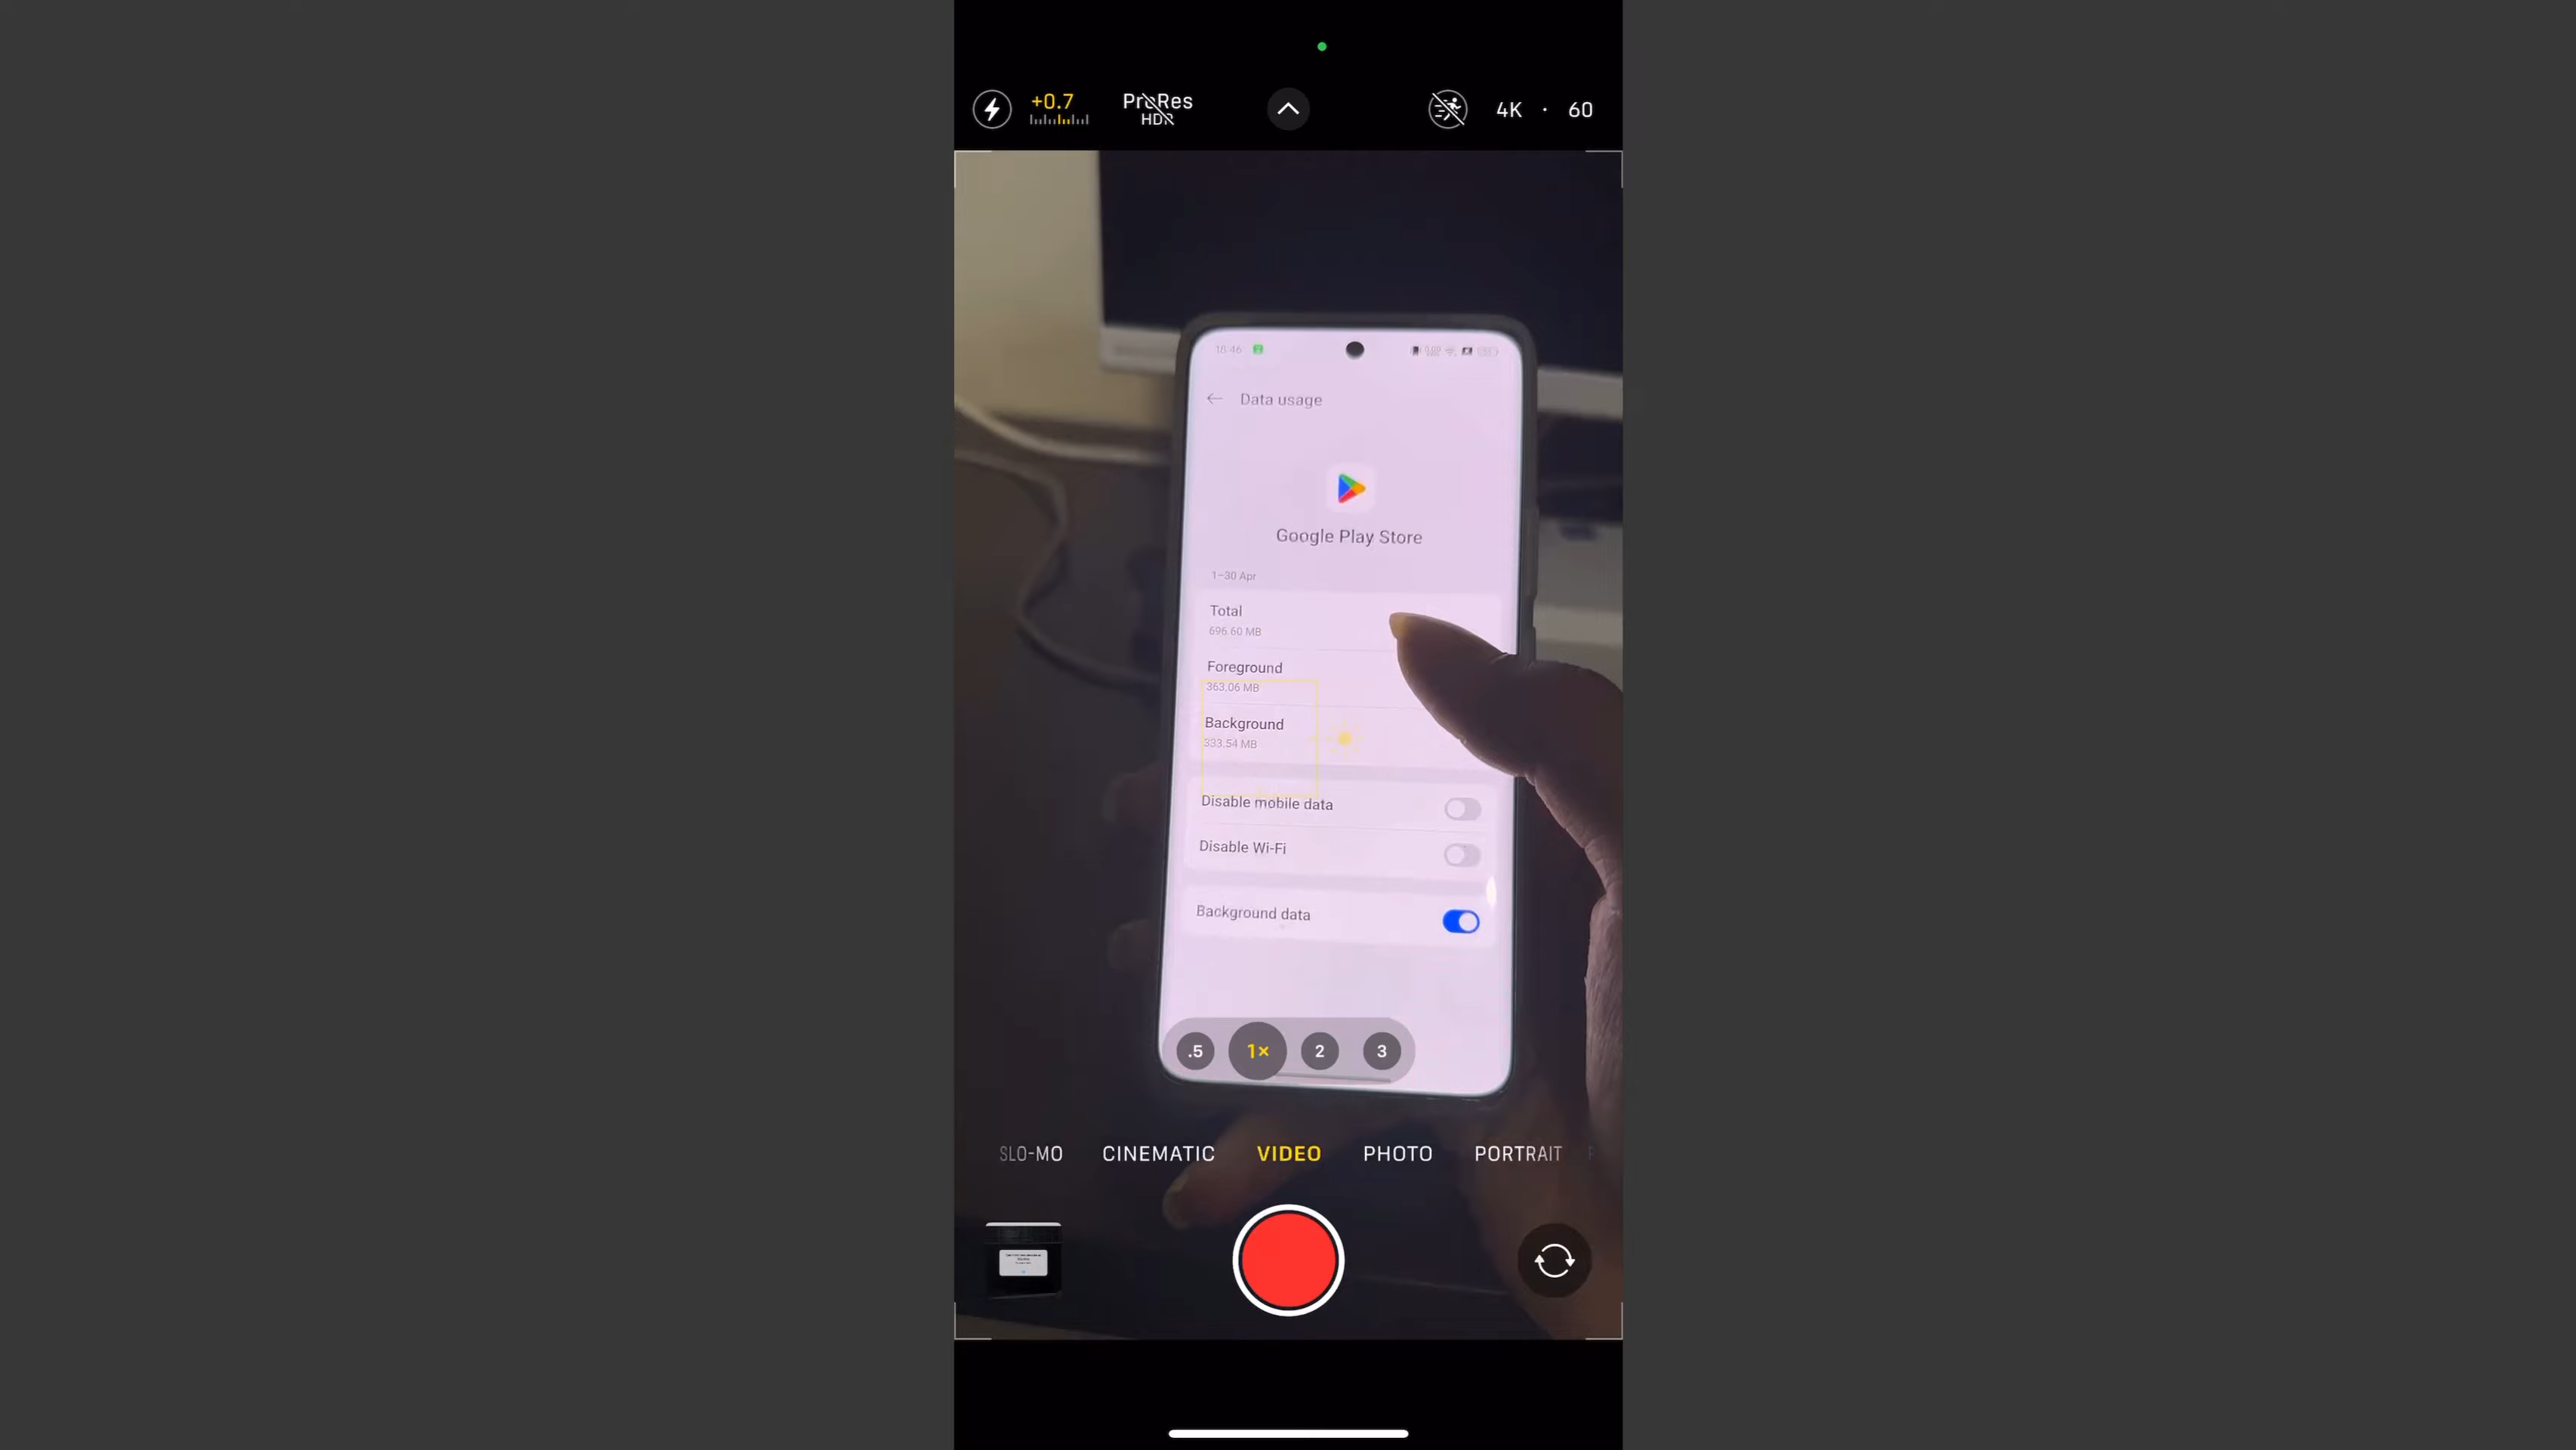 +0.7
ProRes
HDR
4K · 60
18:46
Data usage
Google Play Store
1–30 Apr
Total
696.60 MB
Foreground
363.06 MB
Background
333.54 MB
Disable mobile data
Disable Wi-Fi
Background data
.5 1× 2 3
SLO-MO CINEMATIC VIDEO PHOTO PORTRAIT